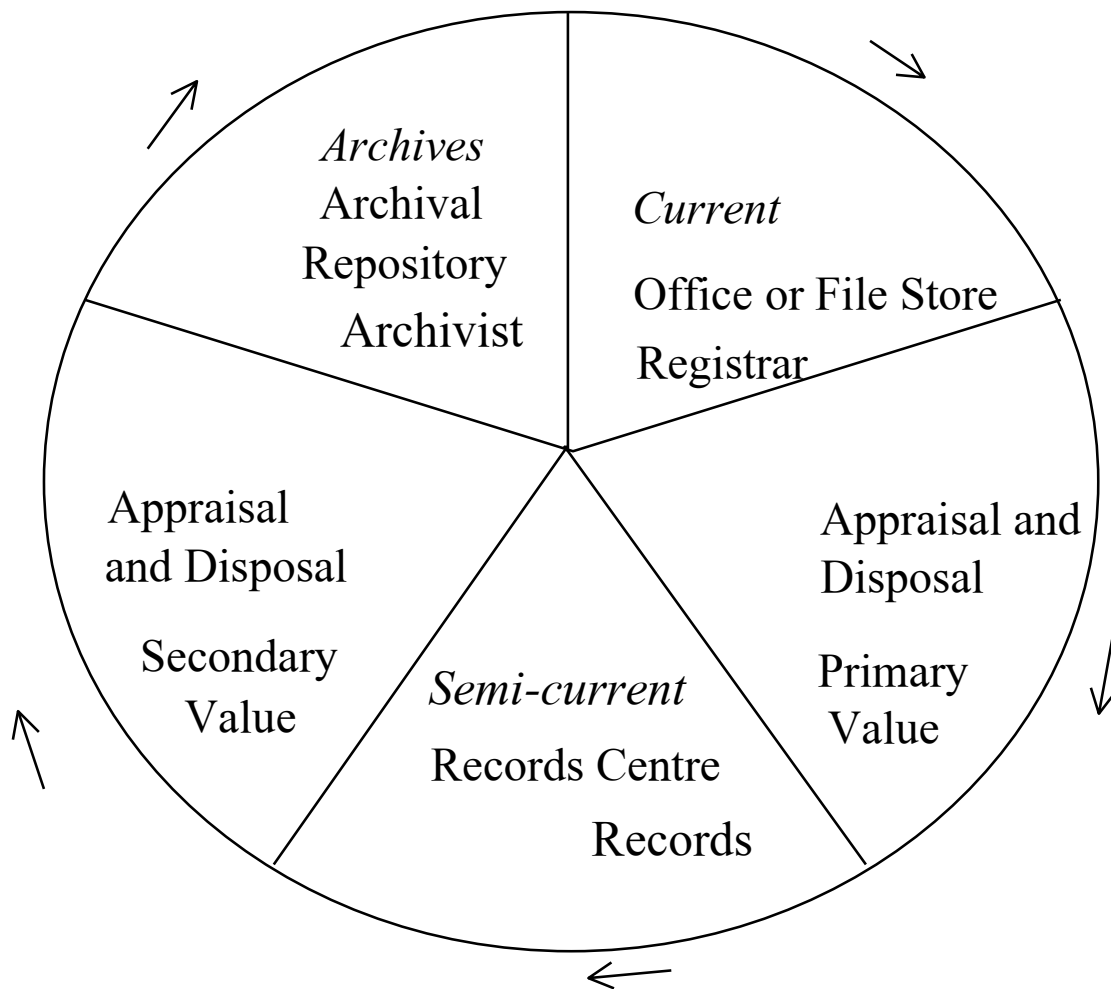 Archives
Archival
Repository
Archivist
Current
Office or File Store
Registrar
Appraisal and
Disposal
Primary
Value
Semi-current
Records Centre
Records
Appraisal
and Disposal
Secondary
Value